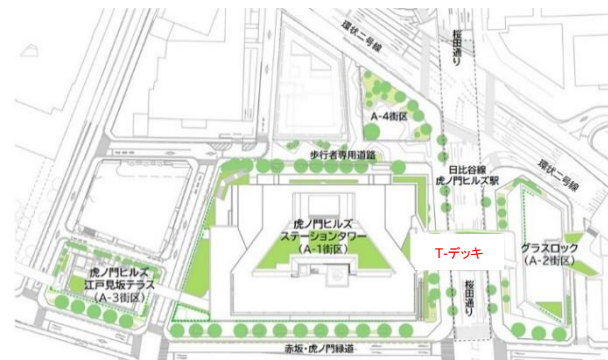 環状二号線
桜田通り
A-4街区
歩行者専用道路
日比谷線
虎ノ門ヒルズ駅
環状二号線
虎ノ門ヒルズ
ステーションタワー
(A-1街区)
T-デッキ
グラスロック
(A-2街区)
虎ノ門ヒルズ
江戸見坂テラス
(A-3街区)
桜田通り
赤坂・虎ノ門緑道